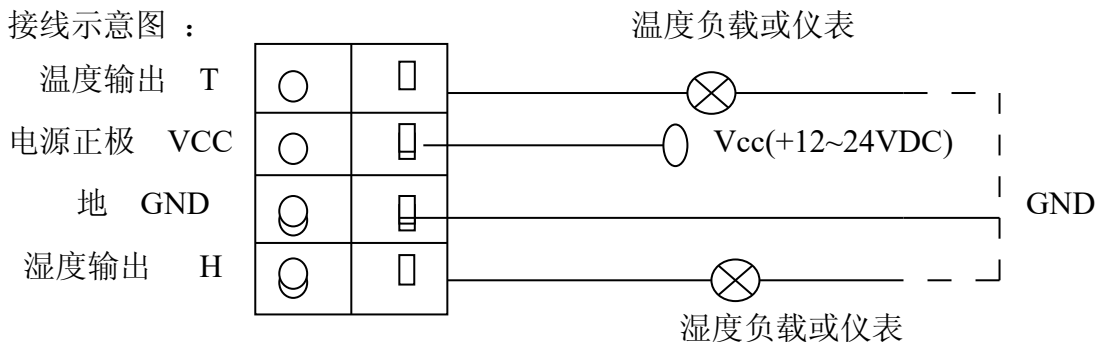 接线示意图 ：
温度负载或仪表
温度输出 T
电源正极 VCC
Vcc(+12~24VDC)
地 GND
GND
湿度输出 H
湿度负载或仪表